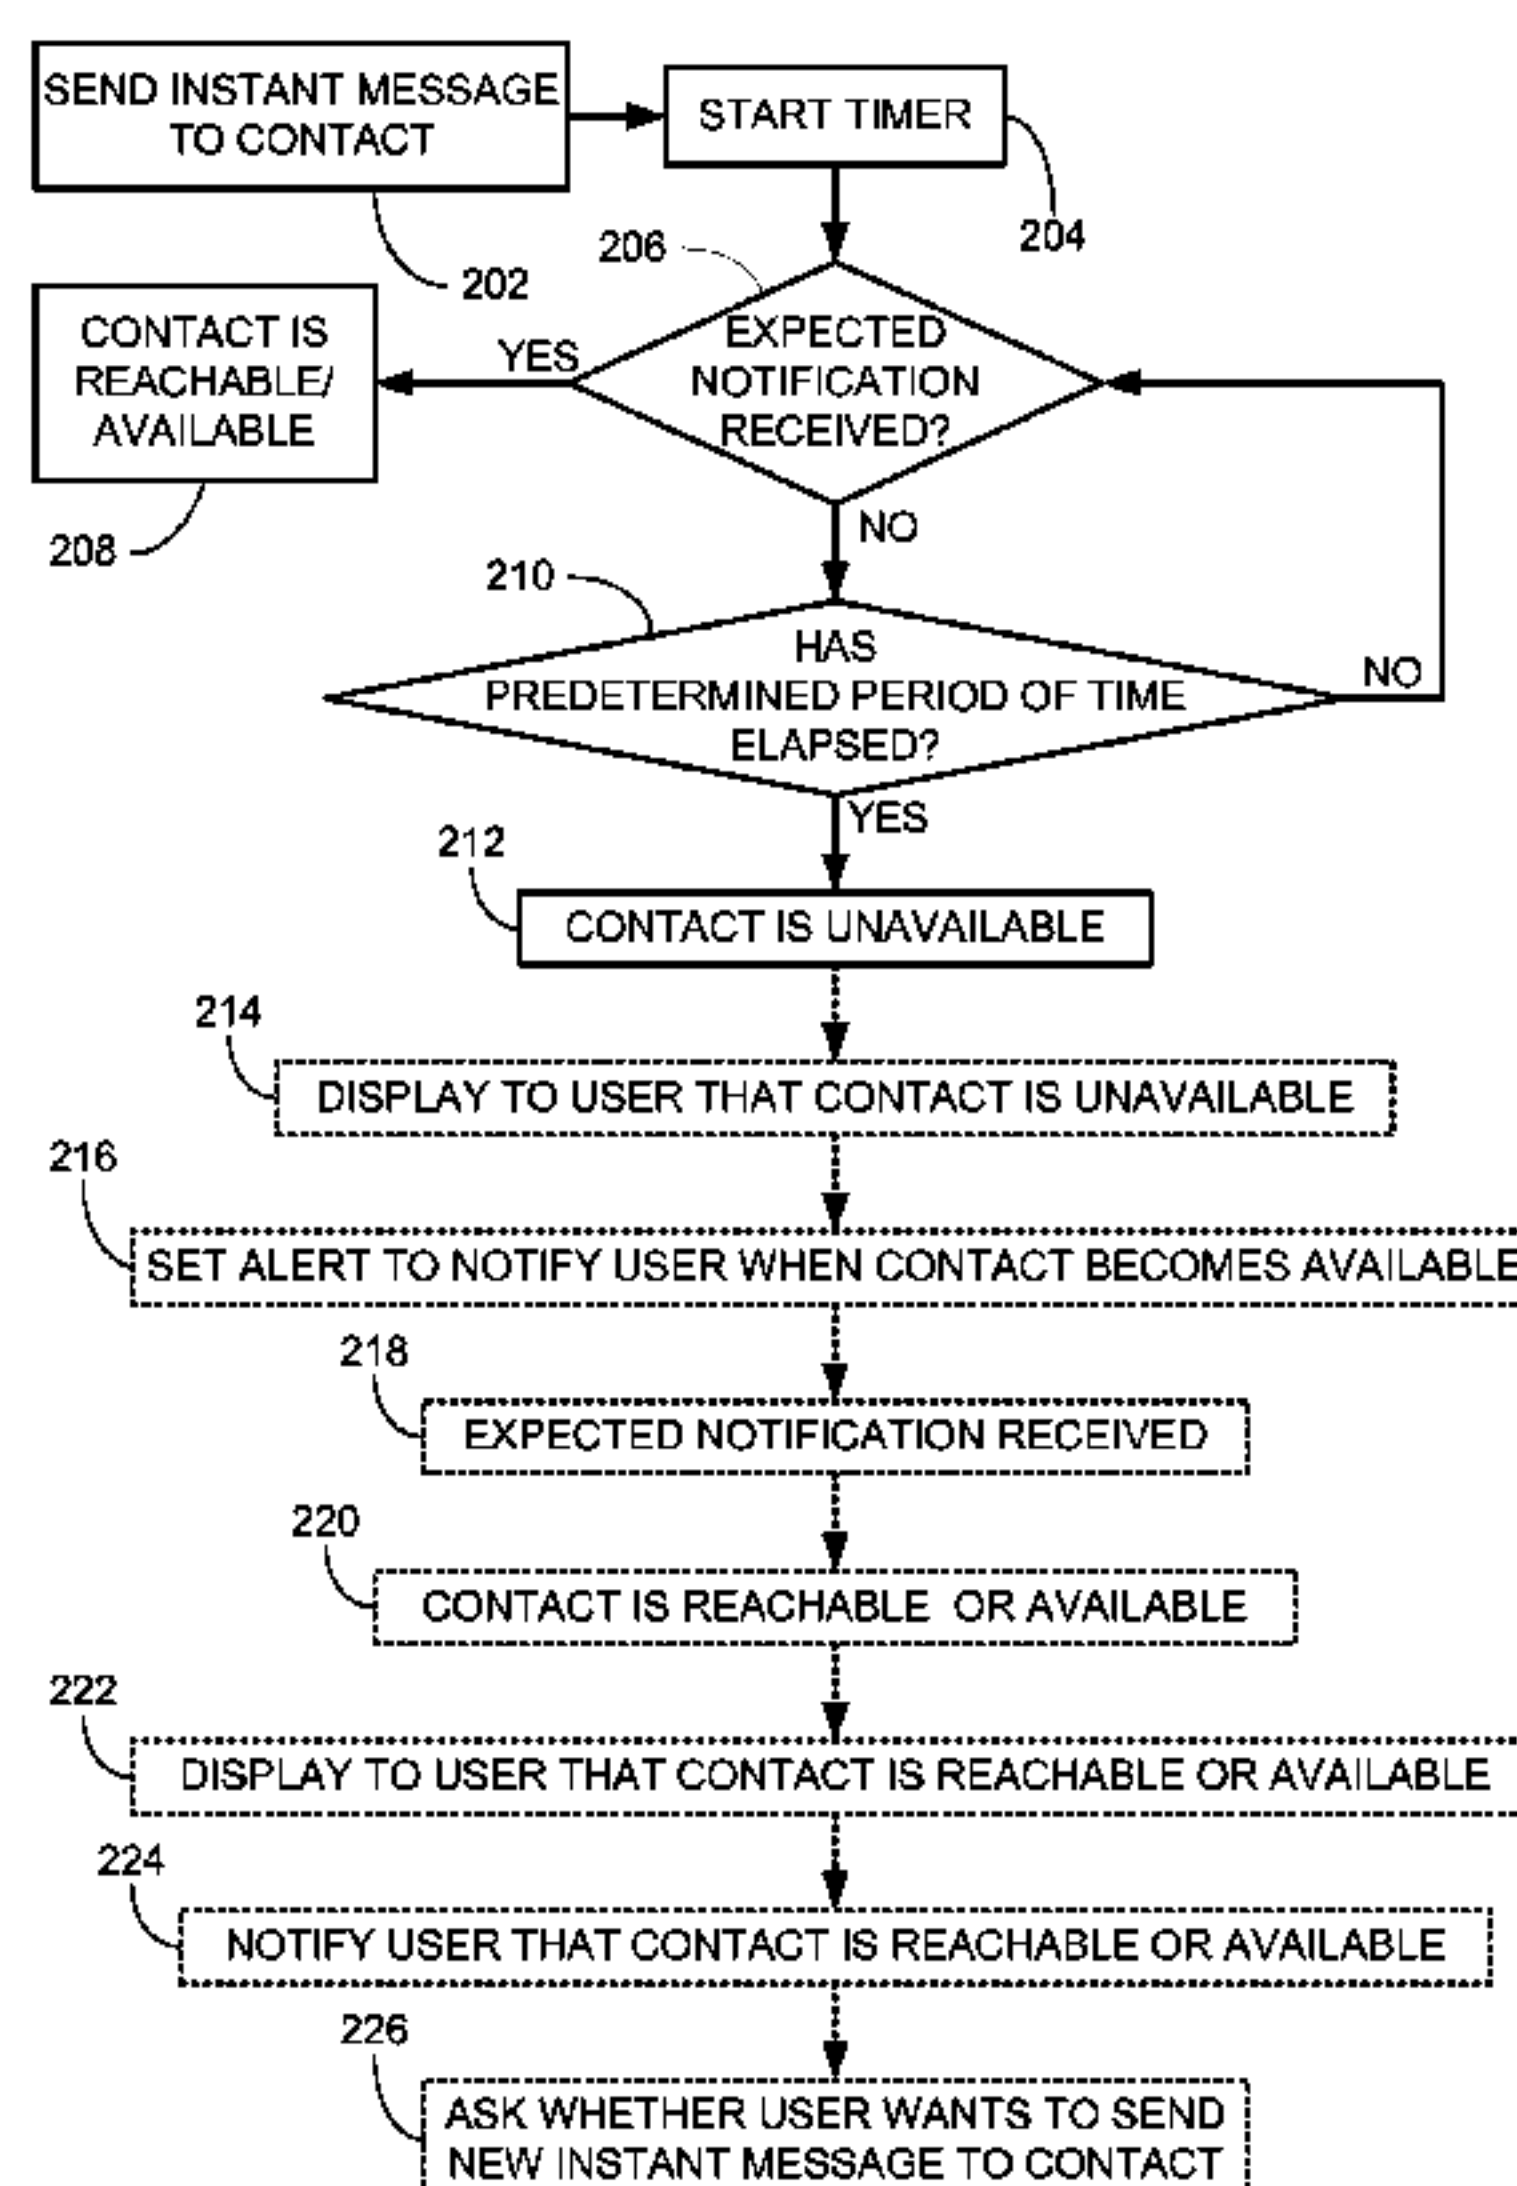 SEND INSTANT MESSAGE
TO CONTACT
START TIMER
204
202
206
EXPECTED
NOTIFICATION
RECEIVED?
YES
CONTACT IS
REACHABLE/
AVAILABLE
208
NO
210
HAS
PREDETERMINED PERIOD OF TIME
ELAPSED?
NO
YES
212
CONTACT IS UNAVAILABLE
214
DISPLAY TO USER THAT CONTACT IS UNAVAILABLE
216
SET ALERT TO NOTIFY USER WHEN CONTACT BECOMES AVAILABLE
218
EXPECTED NOTIFICATION RECEIVED
220
CONTACT IS REACHABLE OR AVAILABLE
222
DISPLAY TO USER THAT CONTACT IS REACHABLE OR AVAILABLE
224
NOTIFY USER THAT CONTACT IS REACHABLE OR AVAILABLE
226
ASK WHETHER USER WANTS TO SEND
NEW INSTANT MESSAGE TO CONTACT